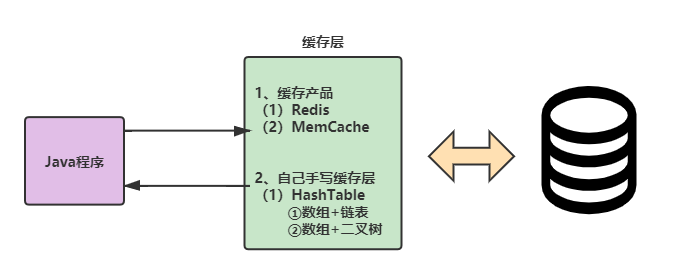 缓存层
Java程序
1、缓存产品
（1）Redis
（2）MemCache
2、自己手写缓存层
（1）HashTable
①数组+链表
②数组+二叉树